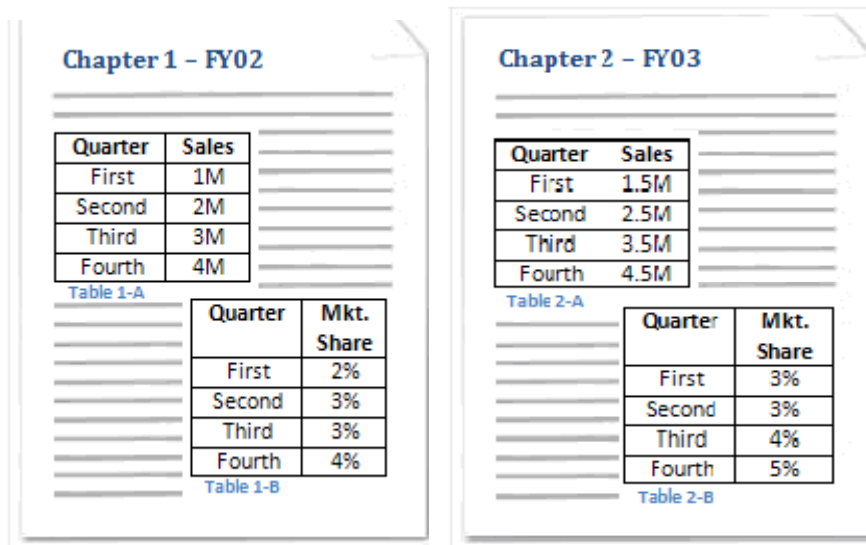 Chapter 1 – FY02
Quarter Sales
First 1M
Second 2M
Third 3M
Fourth 4M
Table 1-A
Quarter Mkt.
Share
First 2%
Second 3%
Third 3%
Fourth 4%
Table 1-B
Chapter 2 – FY03
Quarter Sales
First 1.5M
Second 2.5M
Third 3.5M
Fourth 4.5M
Table 2-A
Quarter Mkt.
Share
First 3%
Second 3%
Third 4%
Fourth 5%
Table 2-B